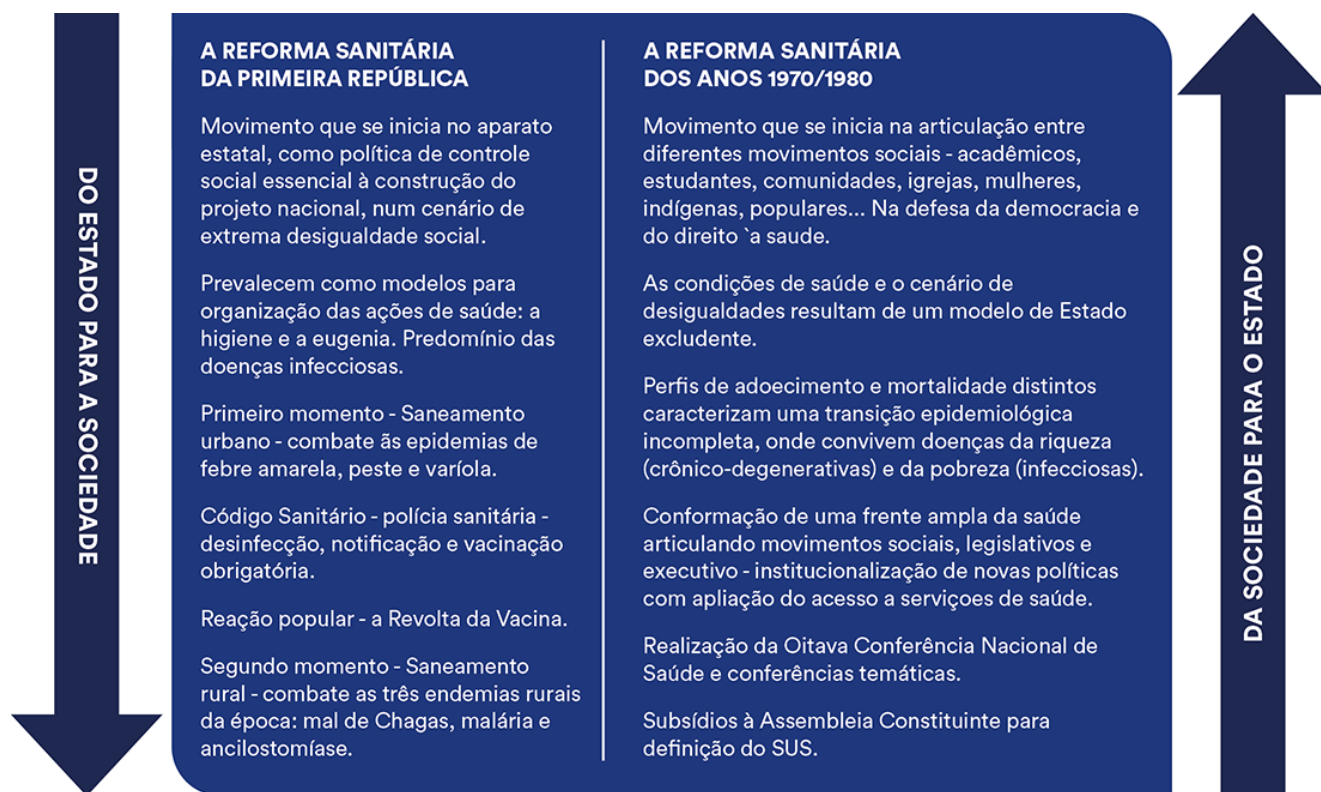 DO ESTADO PARA A SOCIEDADE
A REFORMA SANITÁRIA
DA PRIMEIRA REPÚBLICA
Movimento que se inicia no aparato
estatal, como política de controle
social essencial à construção do
projeto nacional, num cenário de
extrema desigualdade social.
Prevalecem como modelos para
organização das ações de saúde: a
higiene e a eugenia. Predomínio das
doenças infecciosas.
Primeiro momento - Saneamento
urbano - combate ãs epidemias de
febre amarela, peste e varíola.
Código Sanitário - polícia sanitária -
desinfecção, notificação e vacinação
obrigatória.
Reação popular - a Revolta da Vacina.
Segundo momento - Saneamento
rural - combate as três endemias rurais
da época: mal de Chagas, malária e
ancilostomíase.
A REFORMA SANITÁRIA
DOS ANOS 1970/1980
Movimento que se inicia na articulação entre
diferentes movimentos sociais - acadêmicos,
estudantes, comunidades, igrejas, mulheres,
indígenas, populares... Na defesa da democracia e
do direito `a saude.
As condições de saúde e o cenário de
desigualdades resultam de um modelo de Estado
excludente.
Perfis de adoecimento e mortalidade distintos
caracterizam uma transição epidemiológica
incompleta, onde convivem doenças da riqueza
(crônico-degenerativas) e da pobreza (infecciosas).
Conformação de uma frente ampla da saúde
articulando movimentos sociais, legislativos e
executivo - institucionalização de novas políticas
com apliação do acesso a serviçoes de saúde.
Realização da Oitava Conferência Nacional de
Saúde e conferências temáticas.
Subsídios à Assembleia Constituinte para
definição do SUS.
DA SOCIEDADE PARA O ESTADO